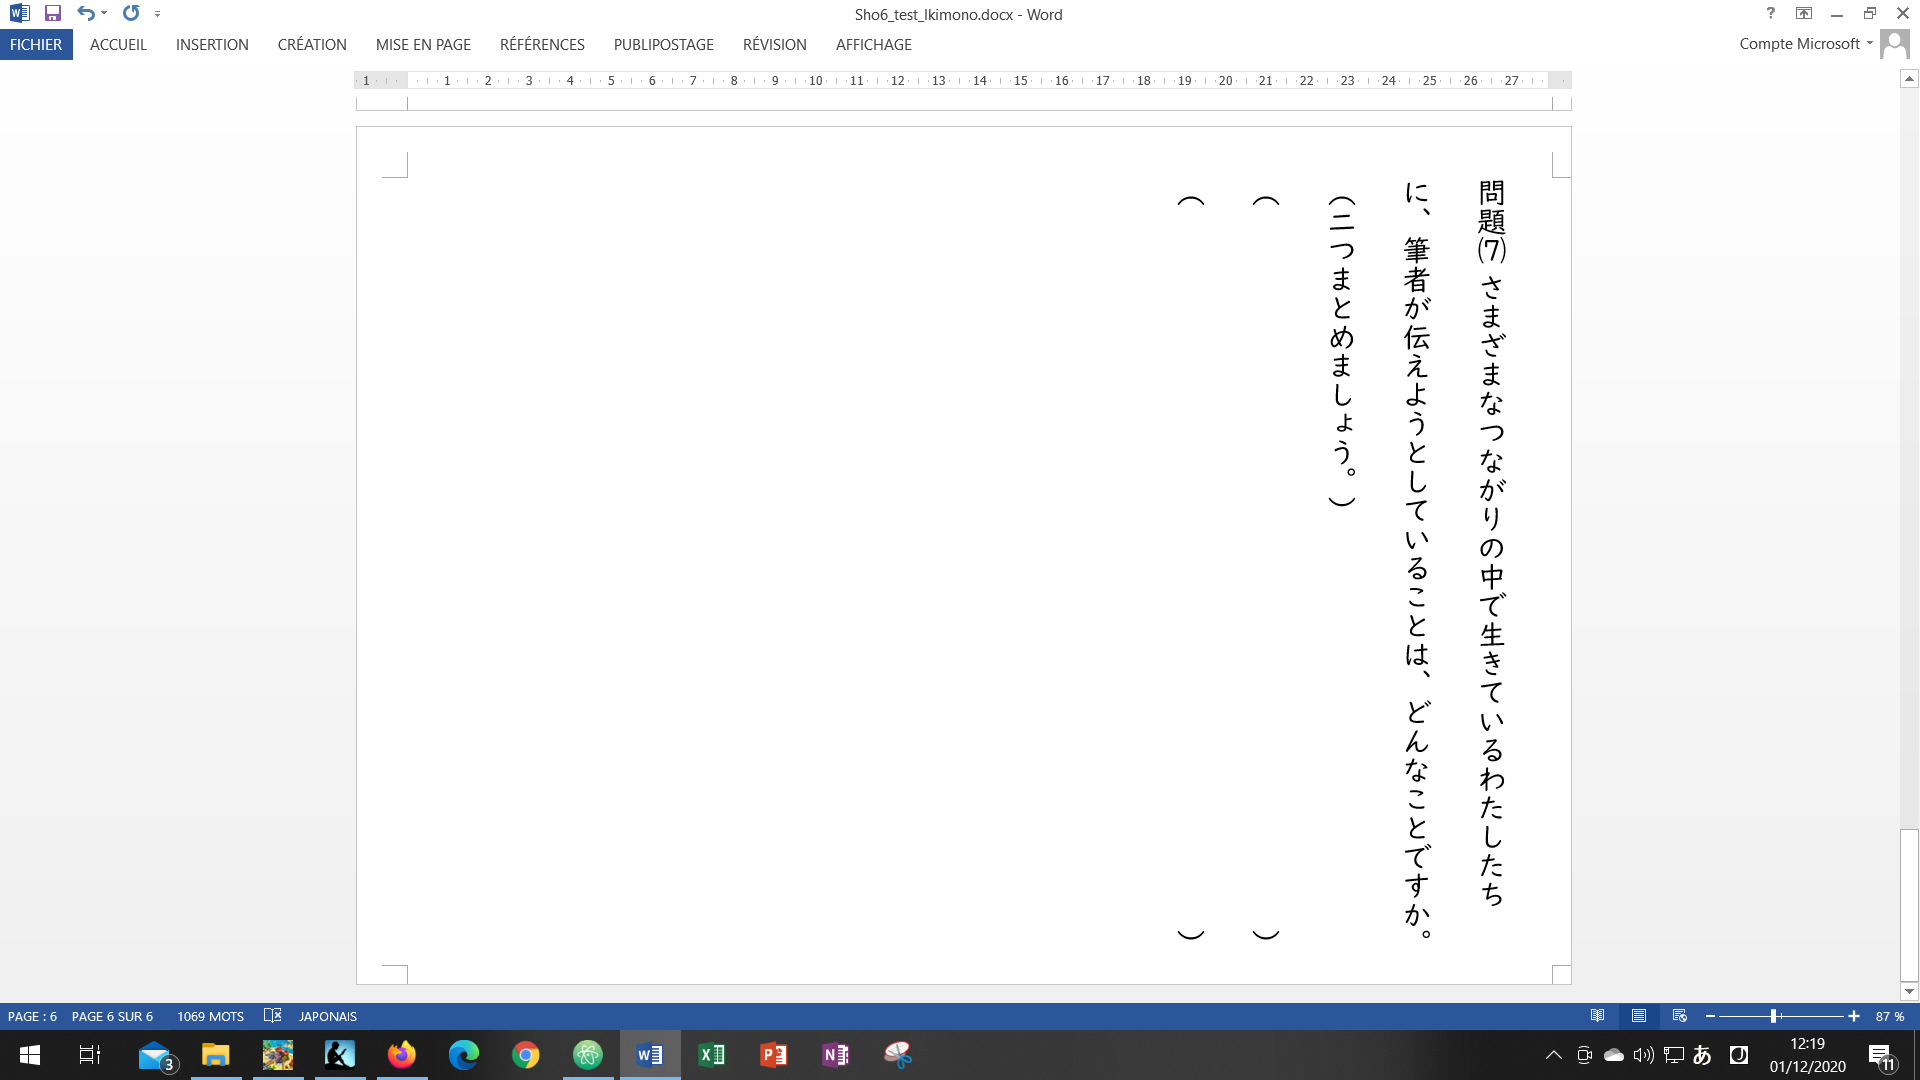 Sho6_test_Ikimono.docx - Word
FICHIER ACCUEIL INSERTION CRÉATION MISE EN PAGE RÉFÉRENCES PUBLIPOSTAGE RÉVISION AFFICHAGE
Compte Microsoft
1 1 2 3 4 5 6 7 8 9 10 11 12 13 14 15 16 17 18 19 20 21 22 23 24 25 26 27
問題⑺ さまざまなつながりの中で生きているわたしたち
に、筆者が伝えようとしていることは、どんなことですか。
（二つまとめましょう。）
（ ）
（ ）
PAGE : 6 PAGE 6 SUR 6 1069 MOTS JAPONAIS
87 %
3
あ J
12:19
01/12/2020
11